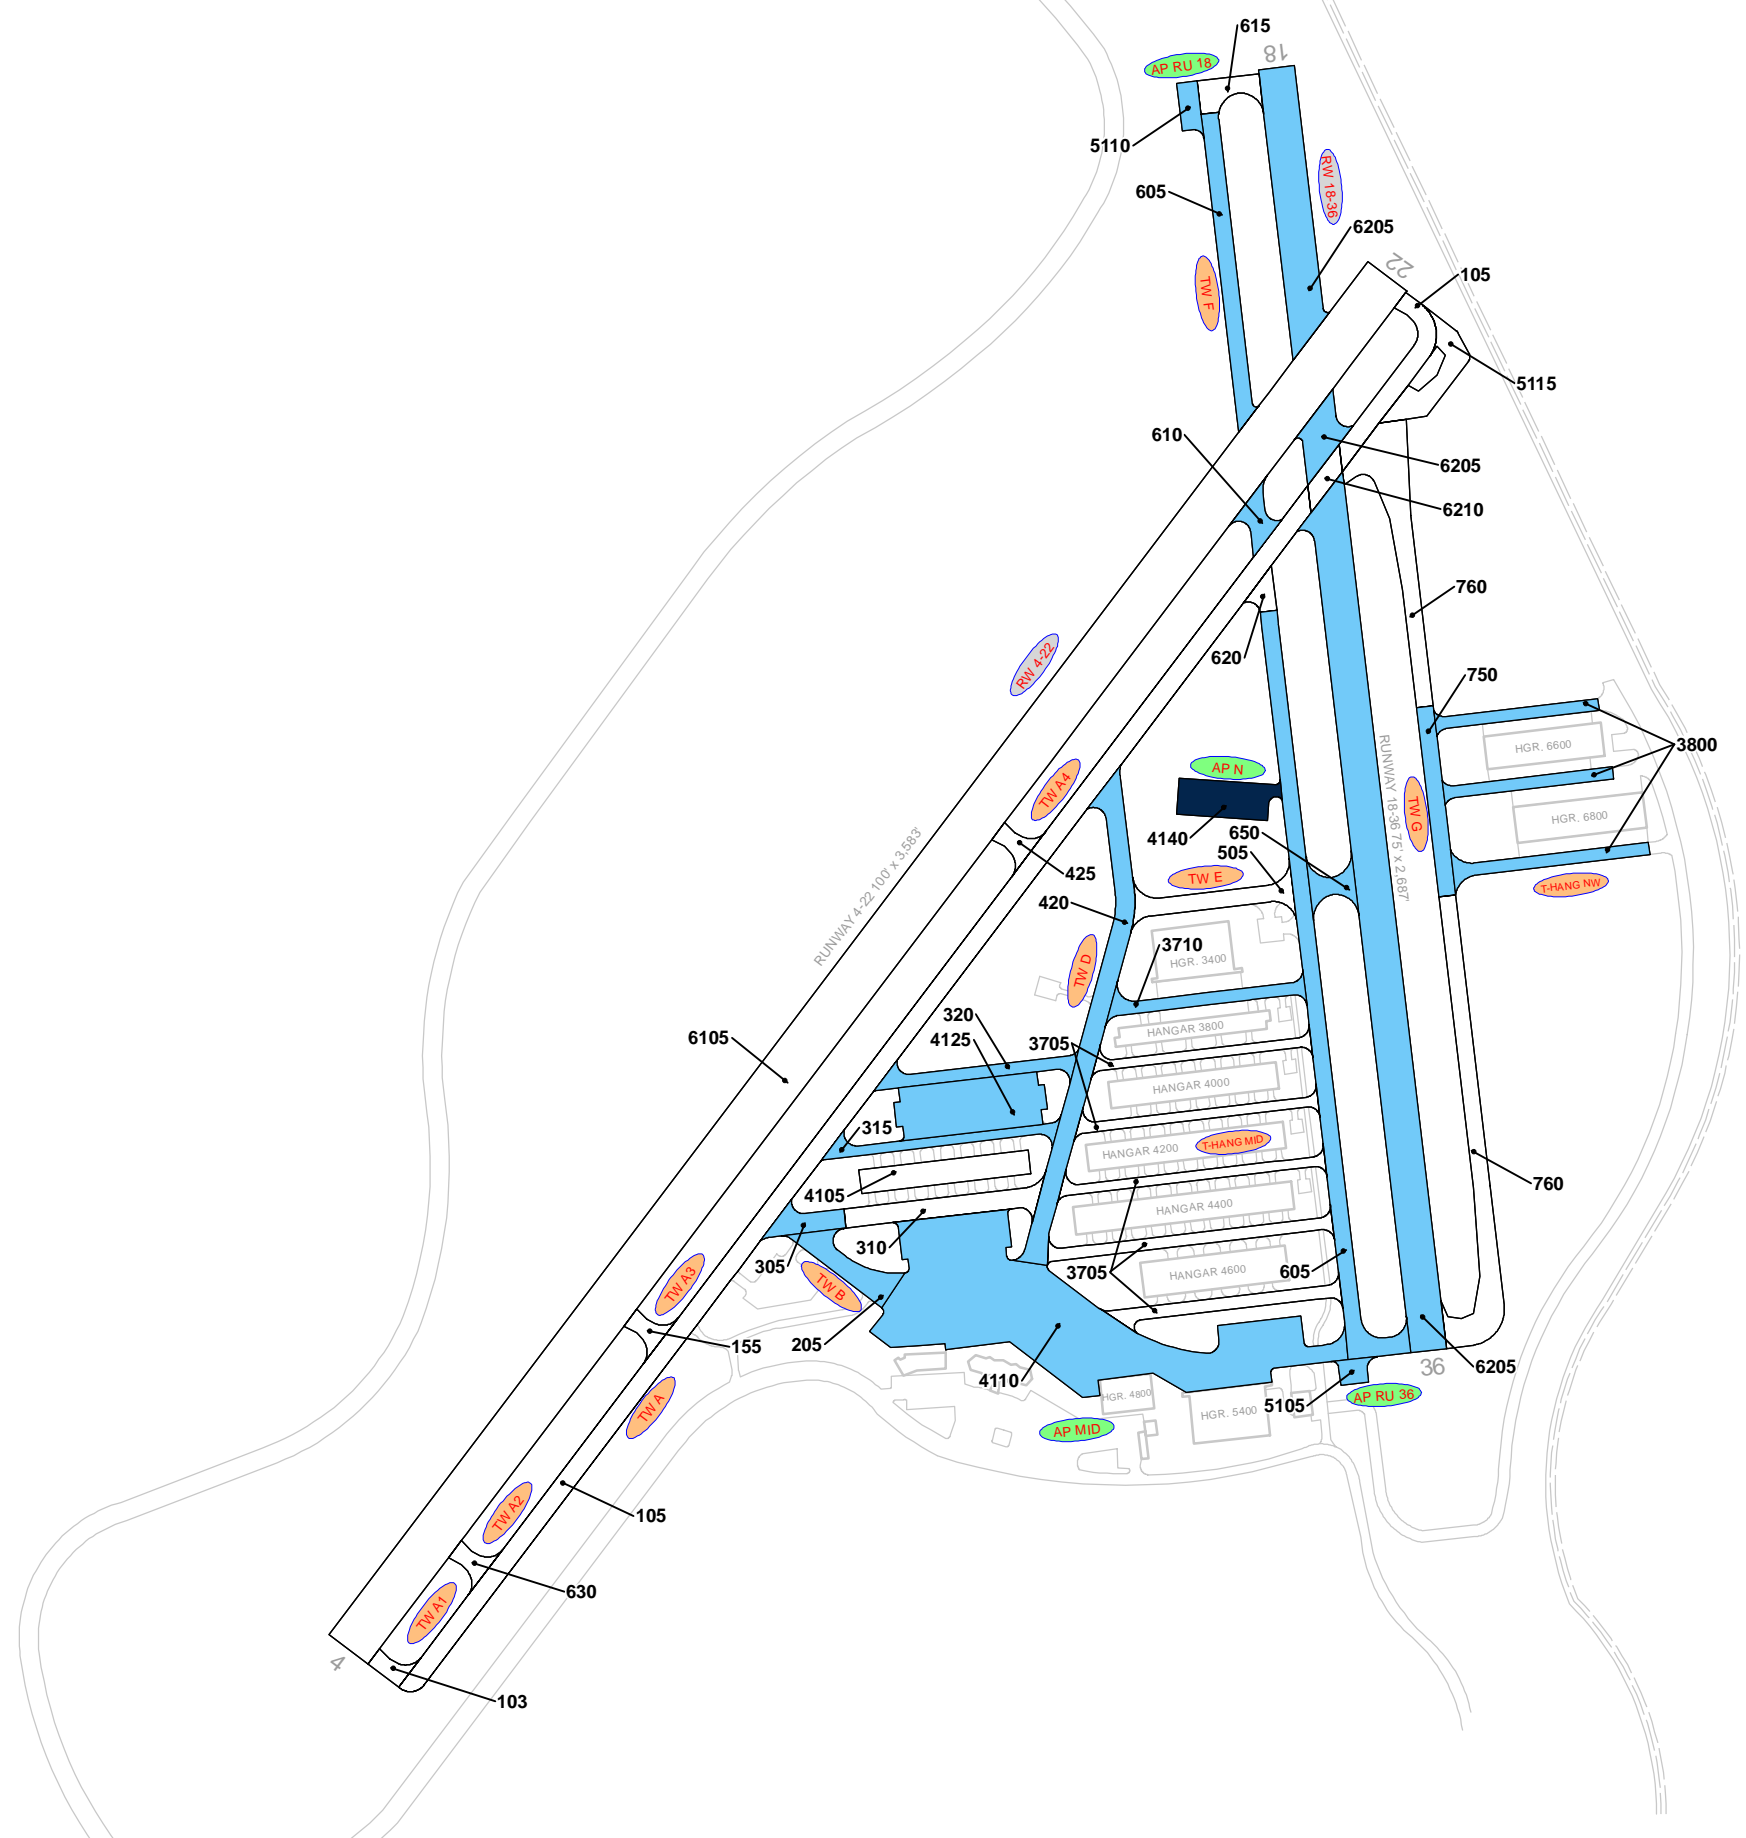 615
18
AP RU 18
5110
605
RW 18-36
6205
22
105
TW F
5115
610
6205
6210
760
620
RW 4-22
750
3800
HGR. 6600
AP N
TW A4
RUNWAY 18-36 75' x 2,687'
TW G
HGR. 6800
4140
650
505
RUNWAY 4-22 100' x 3,583'
425
TW E
T-HANG NW
420
3710
HGR. 3400
TW D
320
4125
6105
3705
HANGAR 3800
HANGAR 4000
315
HANGAR 4200
T-HANG MID
4105
760
HANGAR 4400
310
305
3705
HANGAR 4600
605
TW A3
TW B
155
205
4110
36
6205
5105
AP RU 36
HGR. 4800
HGR. 5400
TW A
AP MID
TW A2
105
630
TW A1
4
103